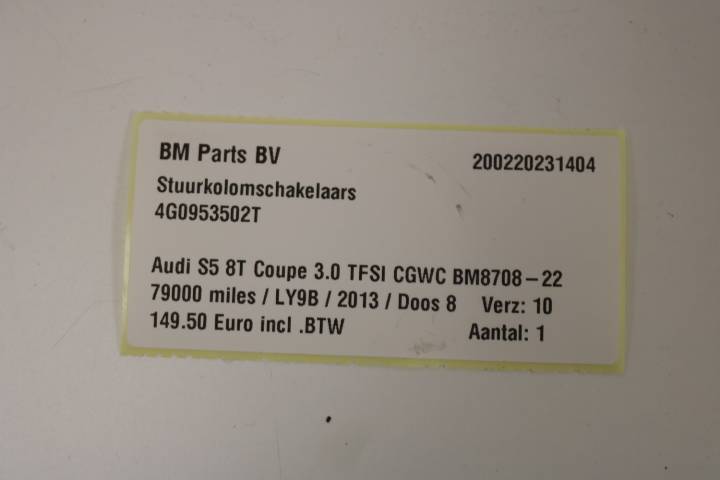 BM Parts BV 200220231404
Stuurkolomschakelaars
4G0953502T
Audi S5 8T Coupe 3.0 TFSI CGWC BM8708-22
79000 miles / LY9B / 2013 / Doos 8 Verz: 10
149.50 Euro incl .BTW Aantal: 1